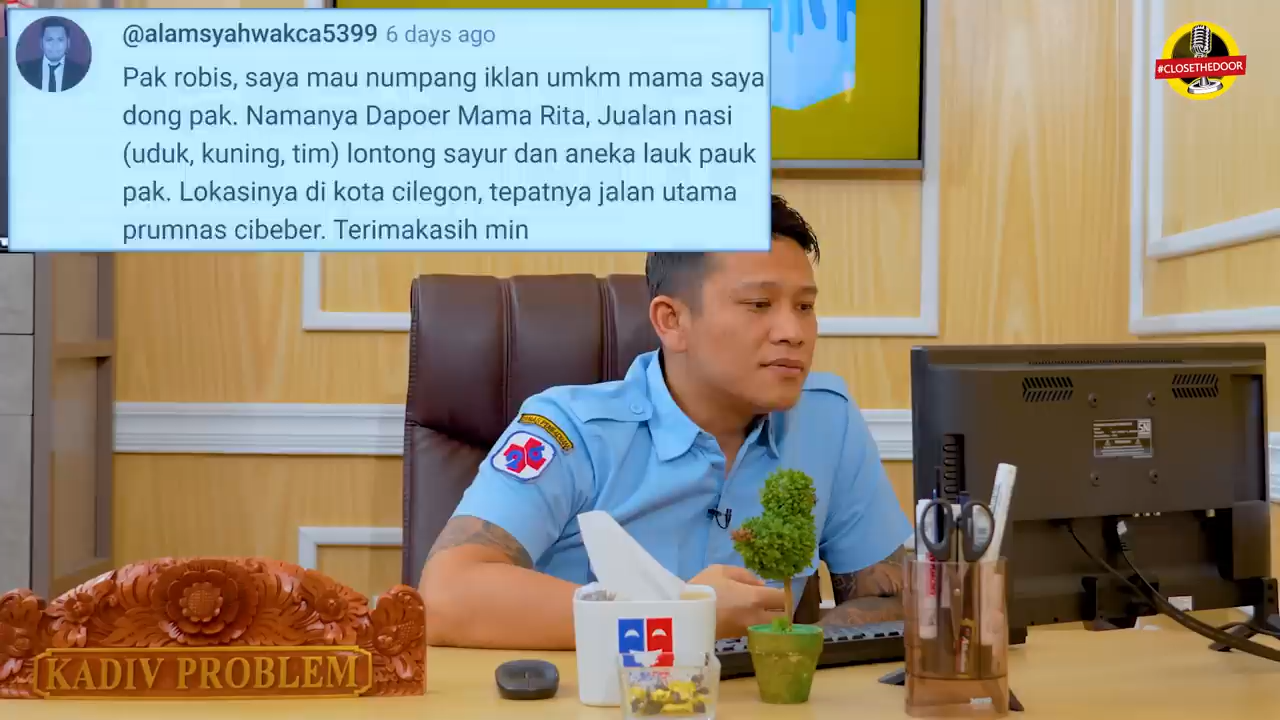 @alamsyahwakca5399 6 days ago
Pak robis, saya mau numpang iklan umkm mama saya
dong pak. Namanya Dapoer Mama Rita, Jualan nasi
(uduk, kuning, tim) lontong sayur dan aneka lauk pauk
pak. Lokasinya di kota cilegon, tepatnya jalan utama
prumnas cibeber. Terimakasih min
#CLOSETHEDOOR
KADIV PROBLEM